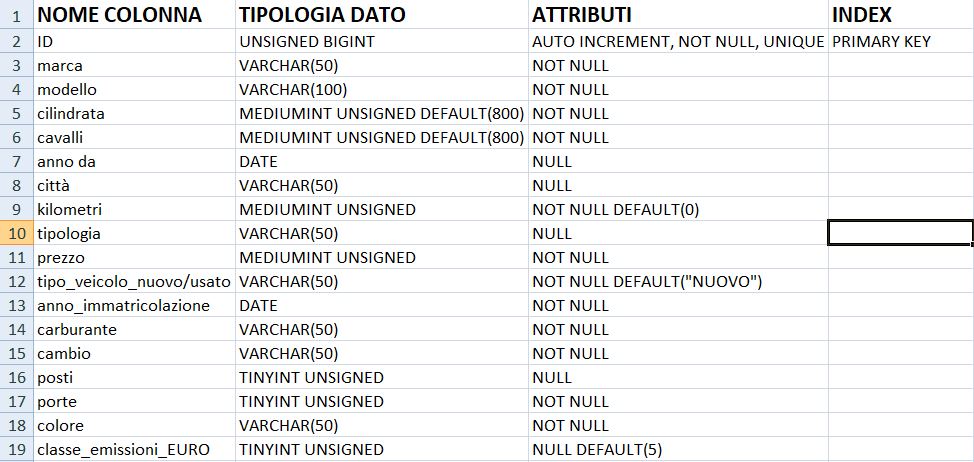 1 NOME COLONNA TIPOLOGIA DATO ATTRIBUTI INDEX
2 ID UNSIGNED BIGINT AUTO INCREMENT, NOT NULL, UNIQUE PRIMARY KEY
3 marca VARCHAR(50) NOT NULL
4 modello VARCHAR(100) NOT NULL
5 cilindrata MEDIUMINT UNSIGNED DEFAULT(800) NOT NULL
6 cavalli MEDIUMINT UNSIGNED DEFAULT(800) NOT NULL
7 anno da DATE NULL
8 città VARCHAR(50) NULL
9 kilometri MEDIUMINT UNSIGNED NOT NULL DEFAULT(0)
10 tipologia VARCHAR(50) NULL
11 prezzo MEDIUMINT UNSIGNED NOT NULL
12 tipo_veicolo_nuovo/usato VARCHAR(50) NOT NULL DEFAULT("NUOVO")
13 anno_immatricolazione DATE NOT NULL
14 carburante VARCHAR(50) NOT NULL
15 cambio VARCHAR(50) NOT NULL
16 posti TINYINT UNSIGNED NULL
17 porte TINYINT UNSIGNED NOT NULL
18 colore VARCHAR(50) NOT NULL
19 classe_emissioni_EURO TINYINT UNSIGNED NULL DEFAULT(5)